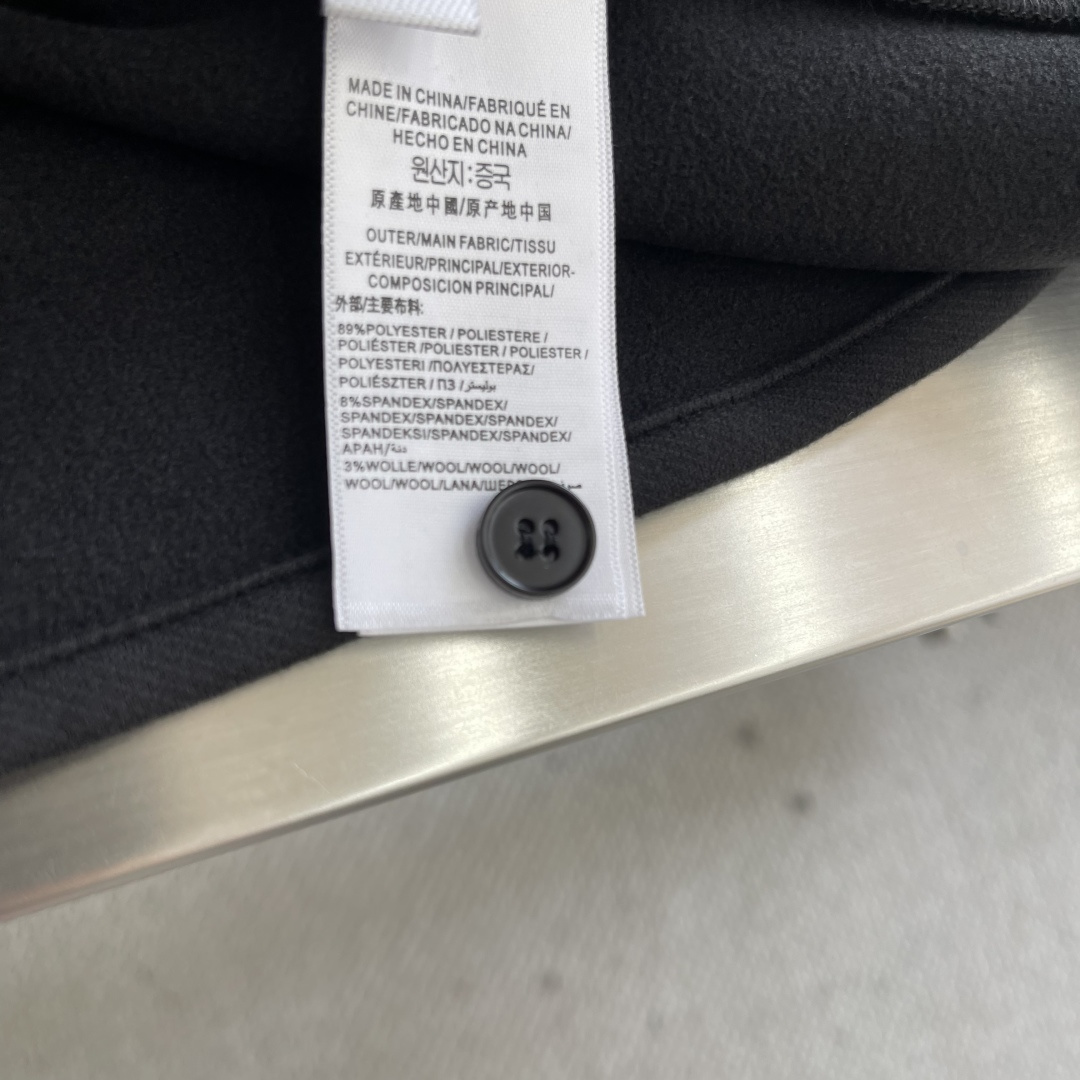 MADE IN CHINA/FABRIQUÉ EN
CHINE/FABRICADO NA CHINA/
HECHO EN CHINA
원산지:증국
原產地中國/原产地中国
OUTER/MAIN FABRIC/TISSU
EXTÉRIEUR/PRINCIPAL/EXTERIOR-
COMPOSICION PRINCIPAL/
外部/主要布料:
89%POLYESTER / POLIESTERE /
POLIÉSTER /POLIESTER / POLIESTER /
POLYESTERI /ΠΟΛΥΕΣΤΕΡΑΣ/
POLIÉSZTER / ПЗ / بوليستر
8%SPANDEX/SPANDEX/
SPANDEX/SPANDEX/SPANDEX/
SPANDEKSI/SPANDEX/SPANDEX/
APAH/
3%WOLLE/WOOL/WOOL/WOOL/
WOOL/WOOL/LANA/